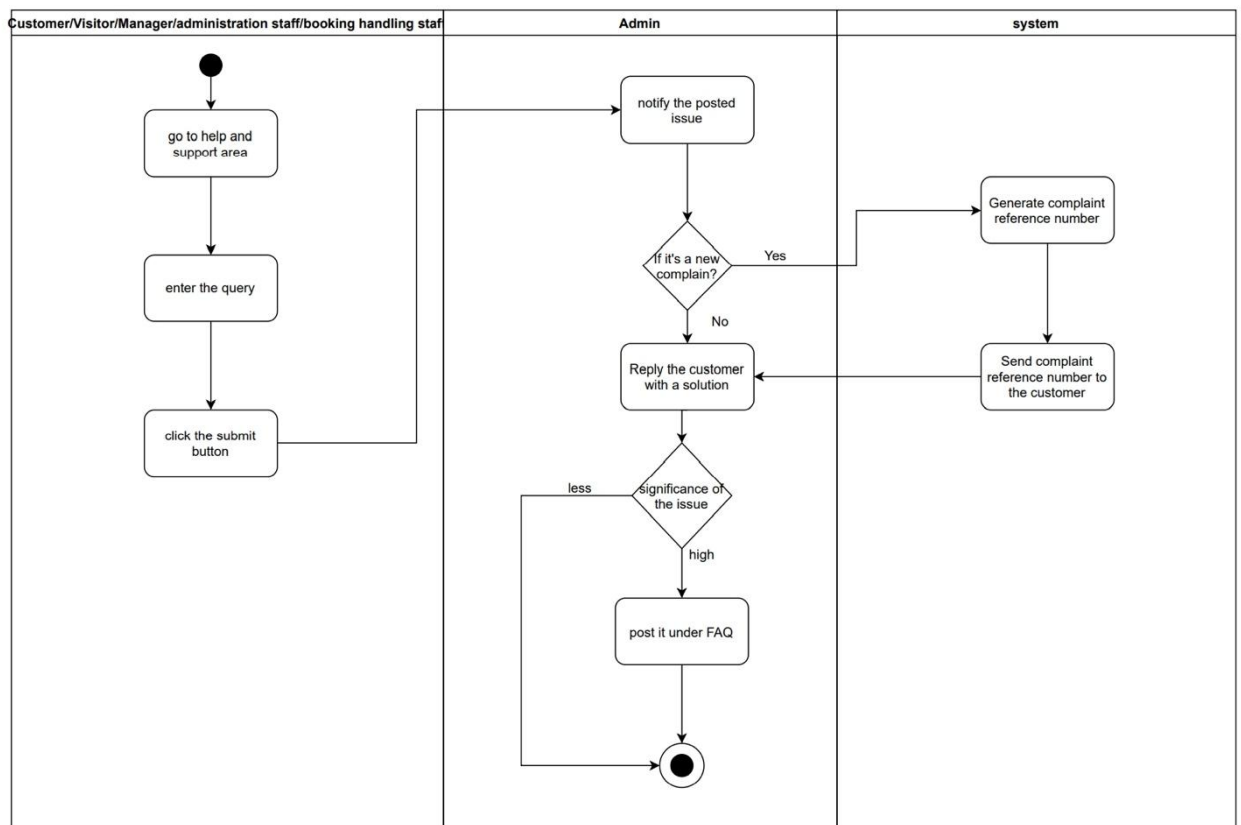 Customer/Visitor/Manager/administration staff/booking handling staf
Admin
system
go to help and
support area
enter the query
click the submit
button
notify the posted
issue
If it's a new
complain?
Yes
No
Generate complaint
reference number
Send complaint
reference number to
the customer
Reply the customer
with a solution
significance of
the issue
less
high
post it under FAQ